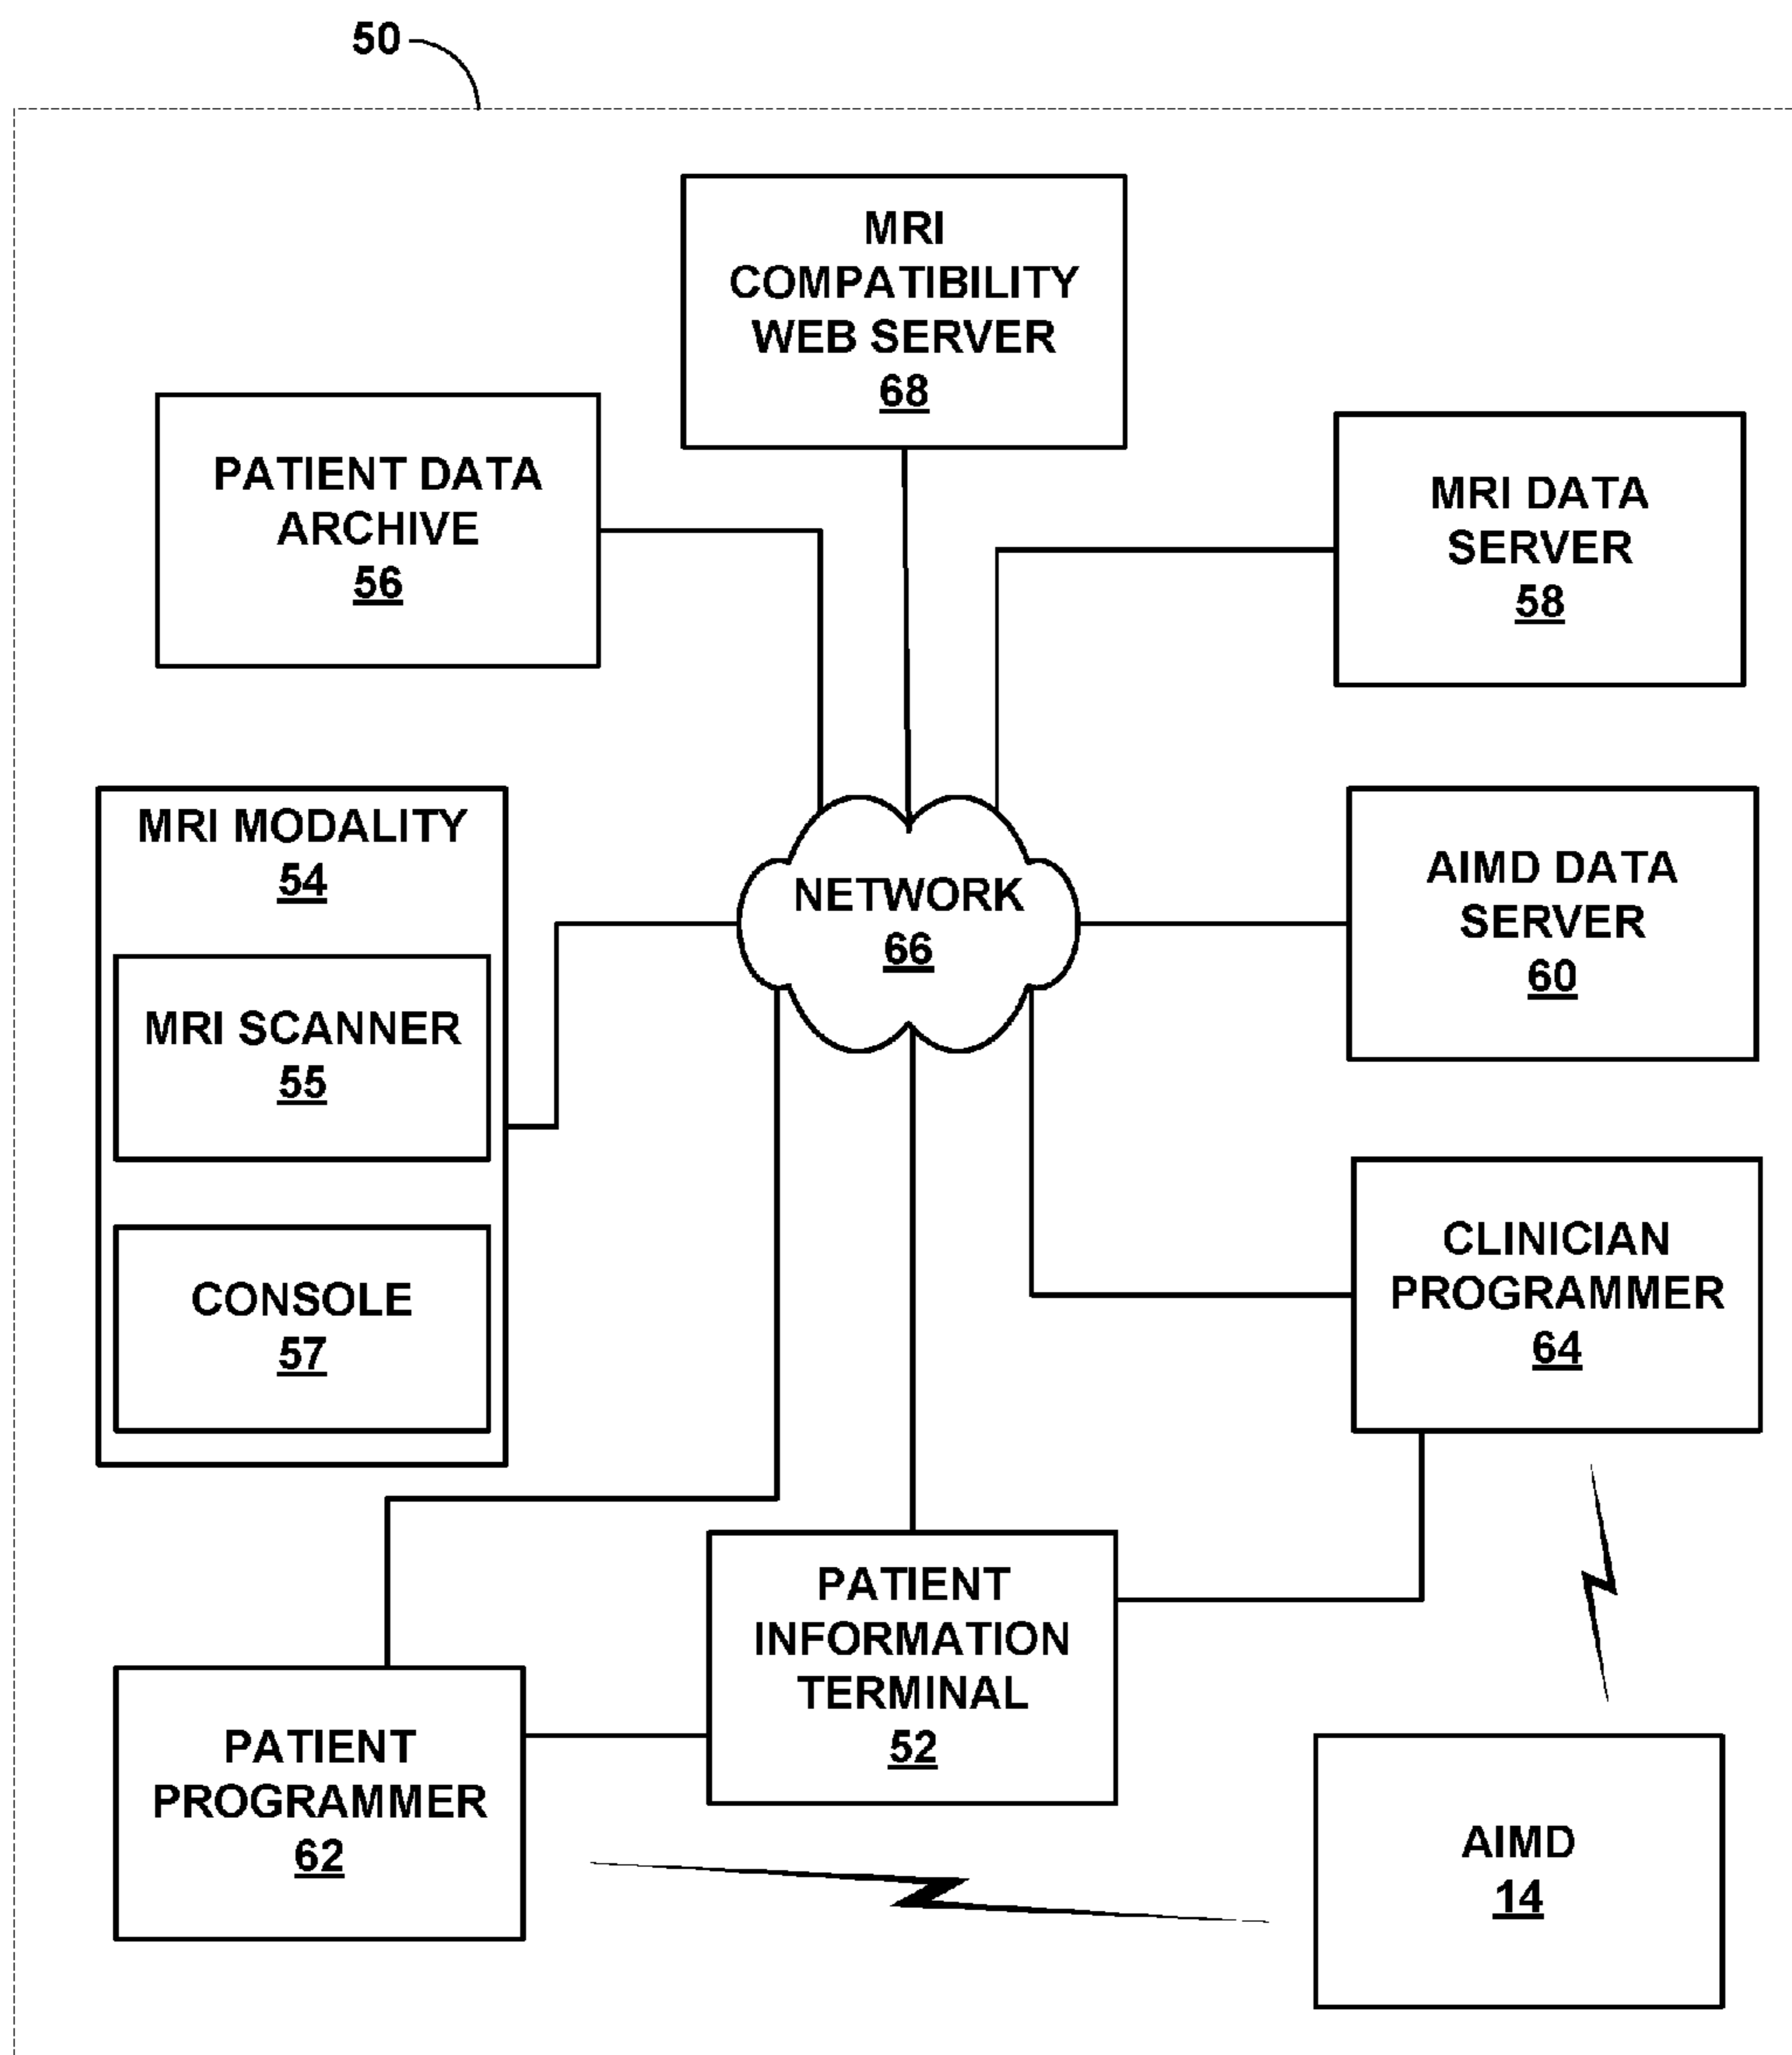 50
MRI
COMPATIBILITY
WEB SERVER
68
PATIENT DATA
ARCHIVE
56
MRI DATA
SERVER
58
MRI MODALITY
54
MRI SCANNER
55
CONSOLE
57
NETWORK
66
AIMD DATA
SERVER
60
CLINICIAN
PROGRAMMER
64
PATIENT
INFORMATION
TERMINAL
52
PATIENT
PROGRAMMER
62
AIMD
14